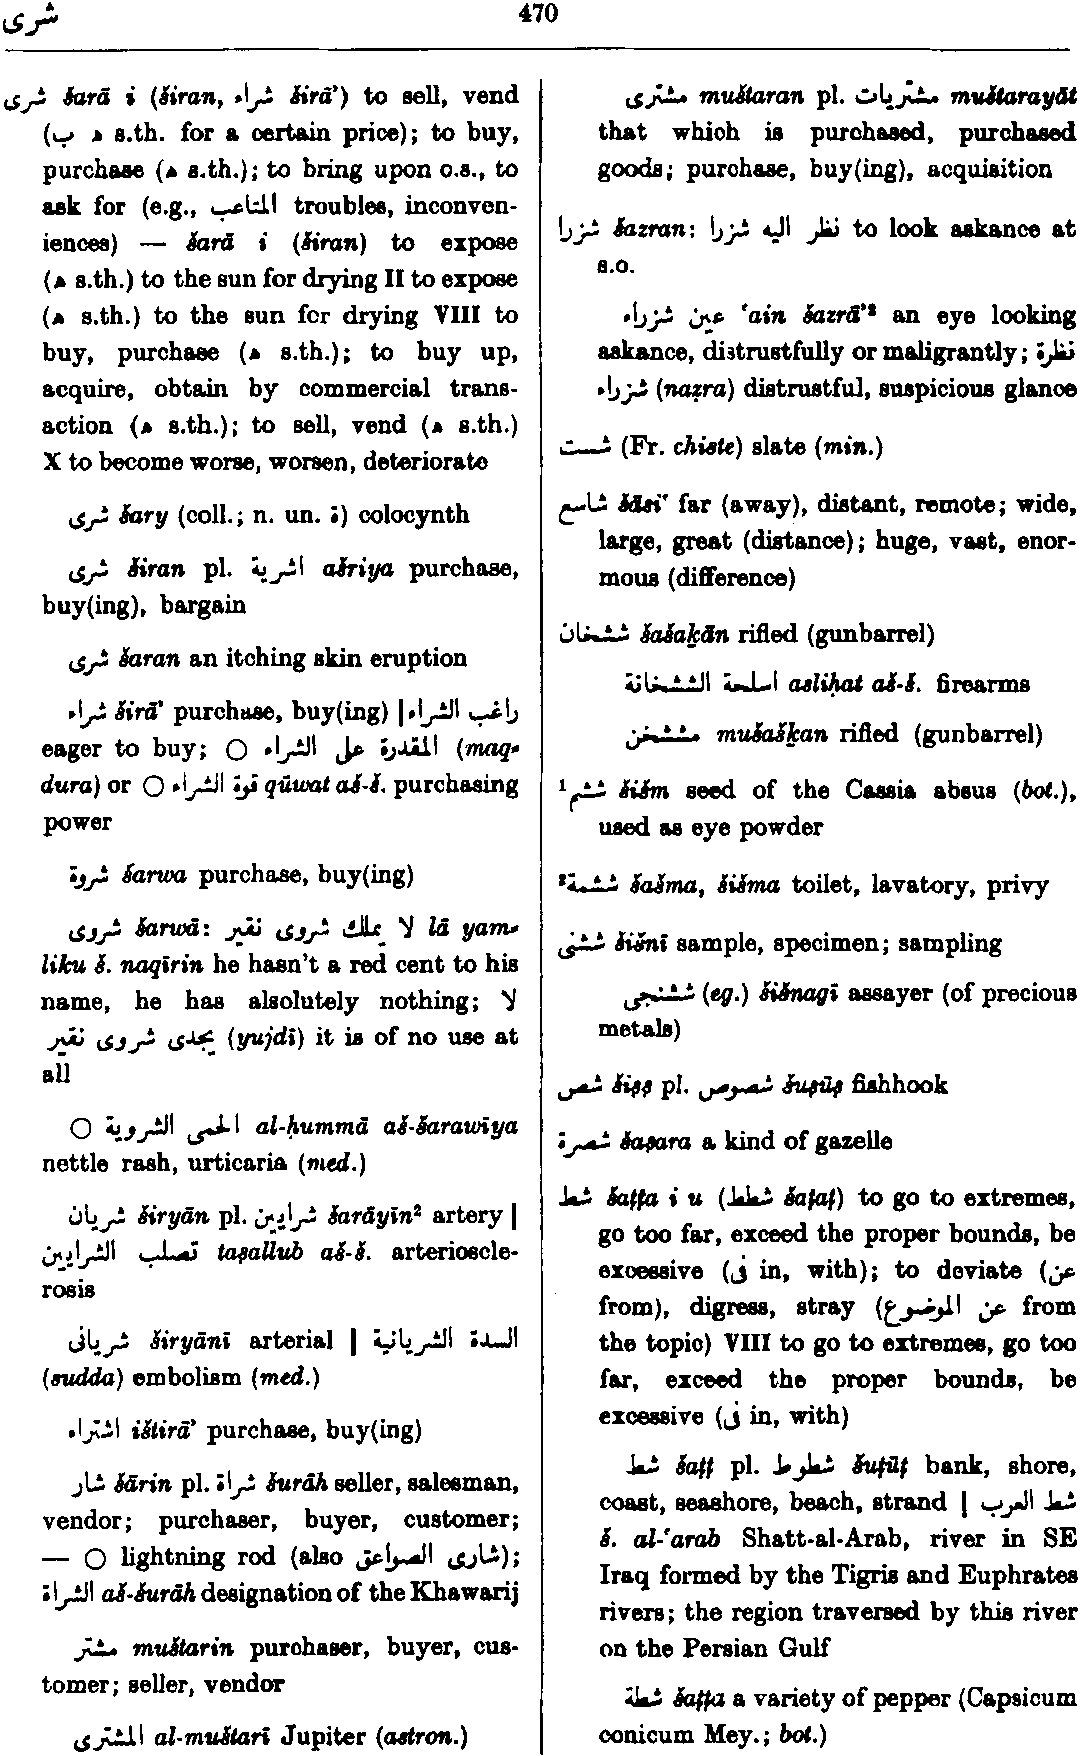 شرى
470
شرى šarā i (širan, شراء širā’) to sell, vend
(ب ه s.th. for a certain price); to buy,
purchase (ه s.th.); to bring upon o.s., to
ask for (e.g., المتاعب troubles, inconven-
iences) — šarā i (širan) to expose
(ه s.th.) to the sun for drying II to expose
(ه s.th.) to the sun for drying VIII to
buy, purchase (ه s.th.); to buy up,
acquire, obtain by commercial trans-
action (ه s.th.); to sell, vend (ه s.th.)
X to become worse, worsen, deteriorate
شرى šary (coll.; n. un. ة) colocynth
شرى širan pl. اشرية ašriya purchase,
buy(ing), bargain
شرى šaran an itching skin eruption
شراء širā’ purchase, buy(ing) | راغب الشراء
eager to buy; ○ المقدرة على الشراء (maq-
dura) or ○ قوة الشراء qūwat aš-š. purchasing
power
شروة šarwa purchase, buy(ing)
شروى šarwā: لا يملك شروى نقير lā yam-
liku š. naqīrin he hasn't a red cent to his
name, he has alsolutely nothing; لا
يجدى شروى نقير (yujdī) it is of no use at
all
○ الحمى الشروية al-ḥummā aš-šarawīya
nettle rash, urticaria (med.)
شريان širyān pl. شرايين šarāyīn² artery |
تصلب الشرايين taṣallub aš-š. arterioscle-
rosis
شريانى širyānī arterial | السدة الشريانية
(sudda) embolism (med.)
اشتراء ištirā’ purchase, buy(ing)
شار šārin pl. شراة šurāh seller, salesman,
vendor; purchaser, buyer, customer;
— ○ lightning rod (also شارى الصواعق);
الشراة aš-šurāh designation of the Khawarij
مشتر muštarin purchaser, buyer, cus-
tomer; seller, vendor
المشترى al-muštarī Jupiter (astron.)
مشترى muštaran pl. مشتريات muštarayāt
that which is purchased, purchased
goods; purchase, buy(ing), acquisition
شزرا šazran: نظر اليه شزرا to look askance at
s.o.
عين شزراء ‘ain šazrā’² an eye looking
askance, distrustfully or maligrantly; نظرة
شزراء (naẓra) distrustful, suspicious glance
شست (Fr. chiste) slate (min.)
شاسع šāsi‘ far (away), distant, remote; wide,
large, great (distance); huge, vast, enor-
mous (difference)
ششخان šašaḵān rifled (gunbarrel)
اسلحة الششخانة asliḥat aš-š. firearms
مششخن mušašḵan rifled (gunbarrel)
¹ششم šišm seed of the Cassia absus (bot.),
used as eye powder
²ششمة šašma, šišma toilet, lavatory, privy
ششنى šišnī sample, specimen; sampling
ششنجى (eg.) šišnagī assayer (of precious
metals)
شص šiṣṣ pl. شصوص šuṣūṣ fishhook
شصرة šaṣara a kind of gazelle
شط šaṭṭa i u (شطط šaṭaṭ) to go to extremes,
go too far, exceed the proper bounds, be
excessive (فى in, with); to deviate (عن
from), digress, stray (عن الموضوع from
the topic) VIII to go to extremes, go too
far, exceed the proper bounds, be
excessive (فى in, with)
شط šaṭṭ pl. شطوط šuṭūṭ bank, shore,
coast, seashore, beach, strand | شط العرب
š. al-‘arab Shatt-al-Arab, river in SE
Iraq formed by the Tigris and Euphrates
rivers; the region traversed by this river
on the Persian Gulf
شطة šaṭṭa a variety of pepper (Capsicum
conicum Mey.; bot.)